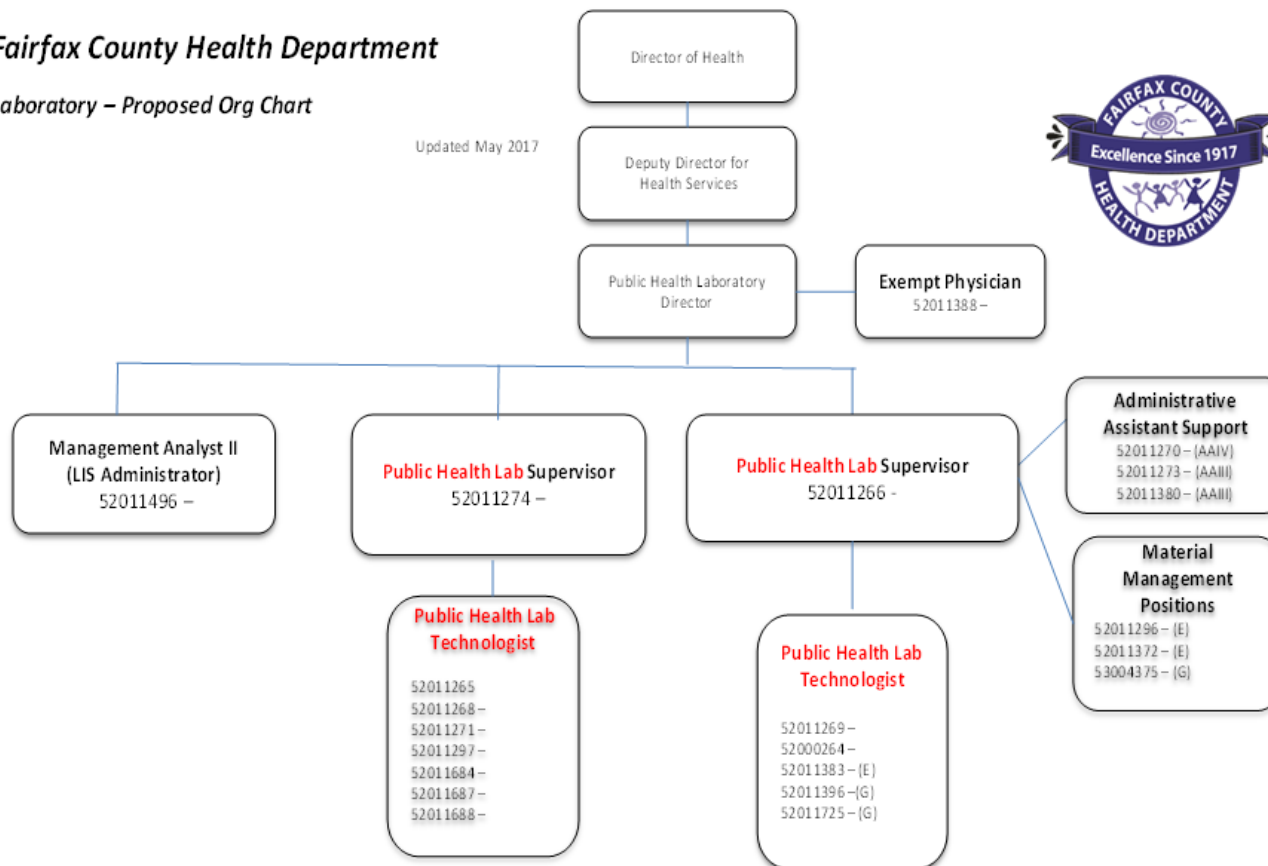 Fairfax County Health Department
Laboratory – Proposed Org Chart
Updated May 2017
Director of Health
Deputy Director for
Health Services
Public Health Laboratory
Director
Exempt Physician
52011388 –
FAIRFAX COUNTY
Excellence Since 1917
HEALTH DEPARTMENT
Management Analyst II
(LIS Administrator)
52011496 –
Public Health Lab Supervisor
52011274 –
Public Health Lab Supervisor
52011266 -
Administrative
Assistant Support
52011270 – (AAIV)
52011273 – (AAIII)
52011380 – (AAIII)
Material
Management
Positions
52011296 – (E)
52011372 – (E)
53004375 – (G)
Public Health Lab
Technologist
52011265
52011268 –
52011271 –
52011297 –
52011684 –
52011687 –
52011688 –
Public Health Lab
Technologist
52011269 –
52000264 –
52011383 – (E)
52011396 –(G)
52011725 – (G)